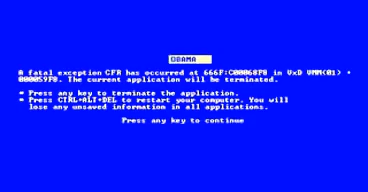 OBAMA
A fatal exception CFR has occurred at 666F:C00068F8 in VxD VMM(01) +
000059F8. The current application will be terminated.
* Press any key to terminate the application.
* Press CTRL+ALT+DEL to restart your computer. You will
lose any unsaved information in all applications.
Press any key to continue